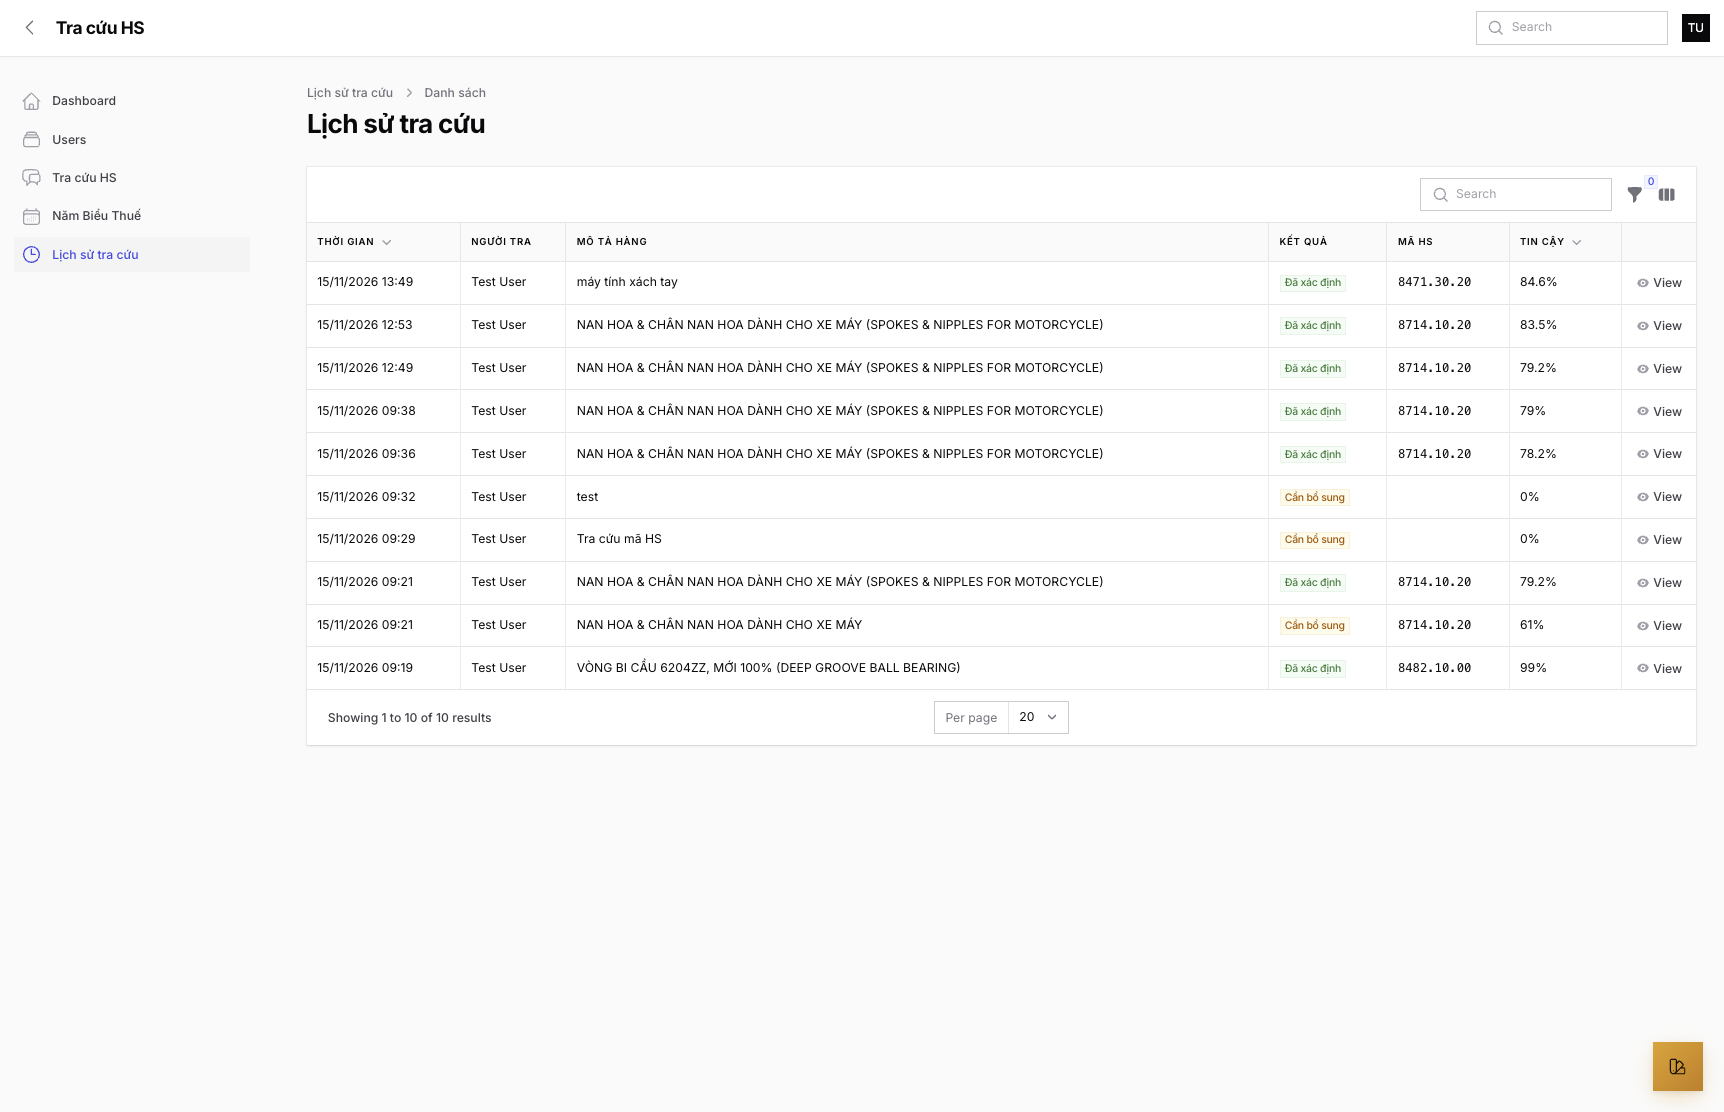 Tra cứu HS
Search
TU
Dashboard
Users
Tra cứu HS
Năm Biểu Thuế
Lịch sử tra cứu
Lịch sử tra cứu > Danh sách
Lịch sử tra cứu
Search
0
THỜI GIAN NGƯỜI TRA MÔ TẢ HÀNG KẾT QUẢ MÃ HS TIN CẬY
15/11/2026 13:49 Test User máy tính xách tay Đã xác định 8471.30.20 84.6% View
15/11/2026 12:53 Test User NAN HOA & CHÂN NAN HOA DÀNH CHO XE MÁY (SPOKES & NIPPLES FOR MOTORCYCLE) Đã xác định 8714.10.20 83.5% View
15/11/2026 12:49 Test User NAN HOA & CHÂN NAN HOA DÀNH CHO XE MÁY (SPOKES & NIPPLES FOR MOTORCYCLE) Đã xác định 8714.10.20 79.2% View
15/11/2026 09:38 Test User NAN HOA & CHÂN NAN HOA DÀNH CHO XE MÁY (SPOKES & NIPPLES FOR MOTORCYCLE) Đã xác định 8714.10.20 79% View
15/11/2026 09:36 Test User NAN HOA & CHÂN NAN HOA DÀNH CHO XE MÁY (SPOKES & NIPPLES FOR MOTORCYCLE) Đã xác định 8714.10.20 78.2% View
15/11/2026 09:32 Test User test Cần bổ sung 0% View
15/11/2026 09:29 Test User Tra cứu mã HS Cần bổ sung 0% View
15/11/2026 09:21 Test User NAN HOA & CHÂN NAN HOA DÀNH CHO XE MÁY (SPOKES & NIPPLES FOR MOTORCYCLE) Đã xác định 8714.10.20 79.2% View
15/11/2026 09:21 Test User NAN HOA & CHÂN NAN HOA DÀNH CHO XE MÁY Cần bổ sung 8714.10.20 61% View
15/11/2026 09:19 Test User VÒNG BI CẦU 6204ZZ, MỚI 100% (DEEP GROOVE BALL BEARING) Đã xác định 8482.10.00 99% View
Showing 1 to 10 of 10 results Per page 20